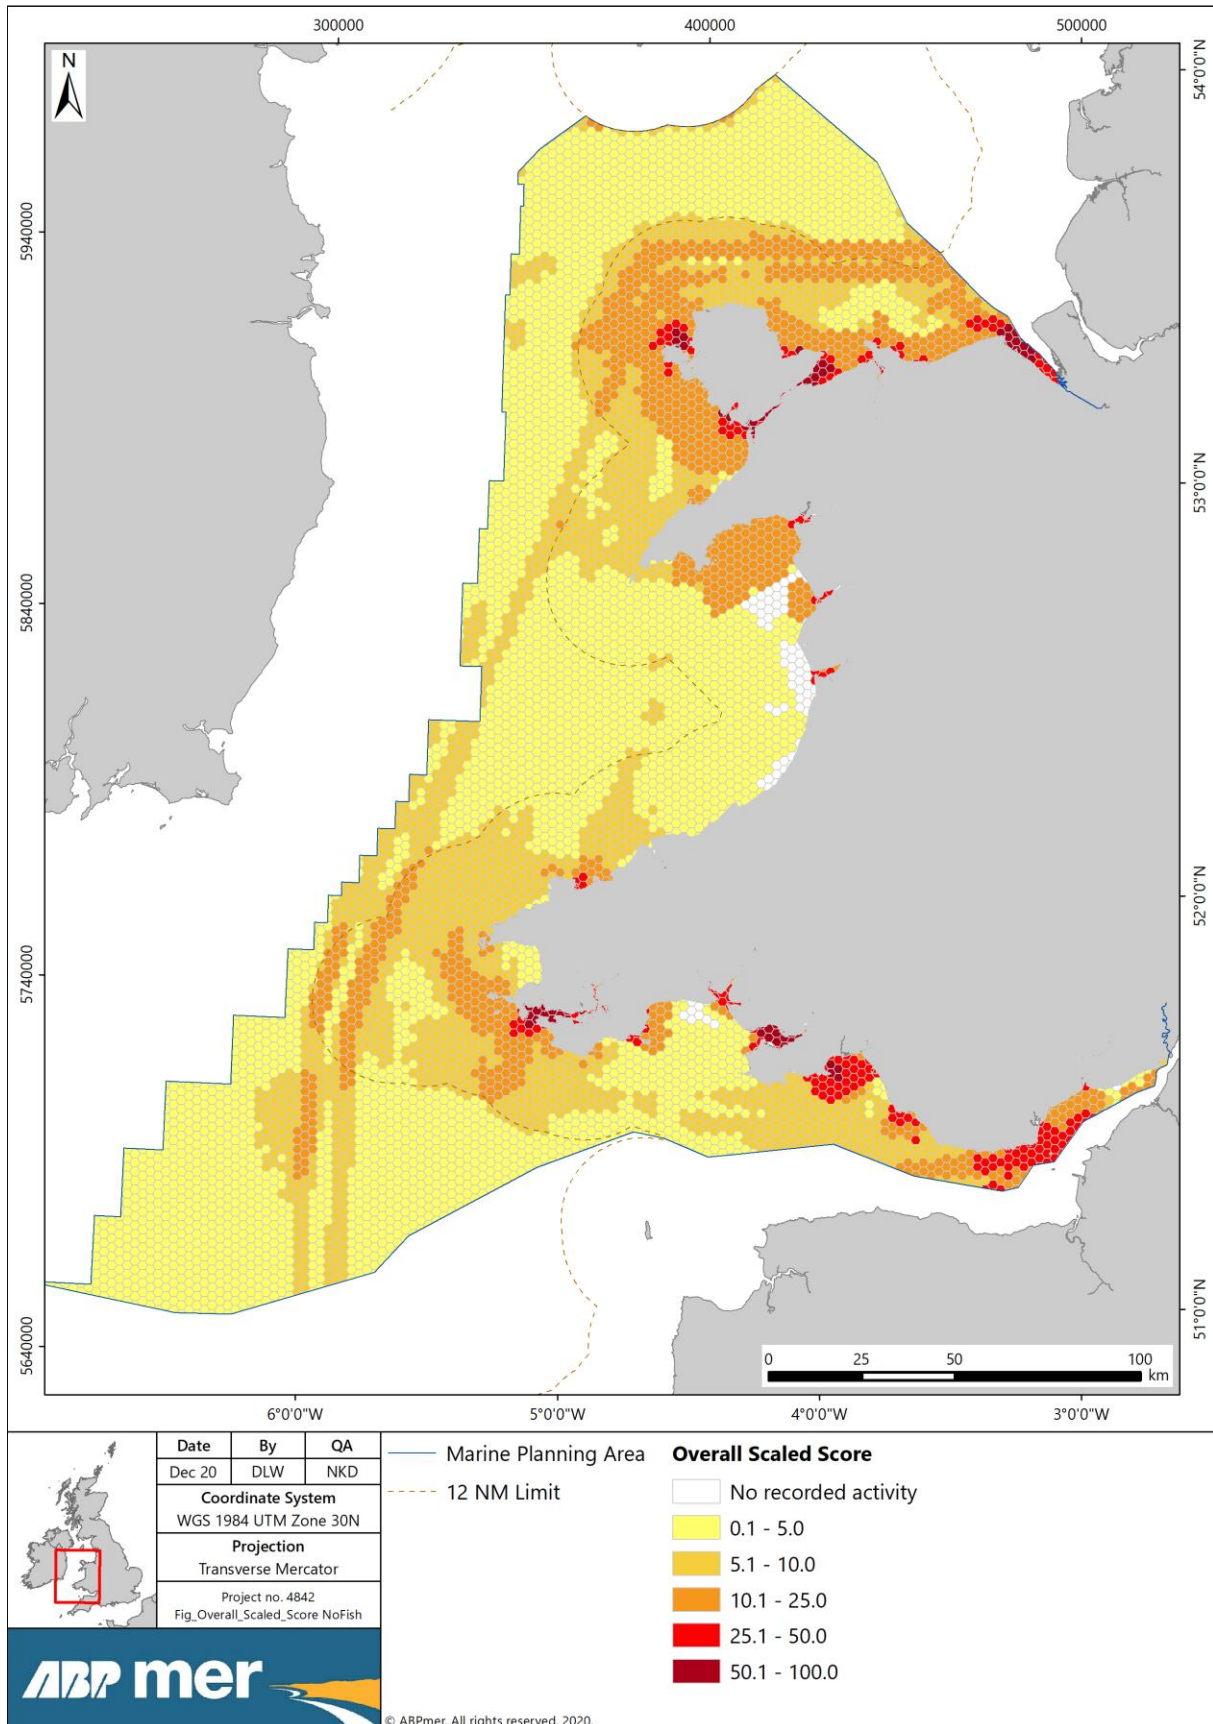 300000
400000
500000
N
54°0'0"N
5940000
53°0'0"N
5840000
52°0'0"N
5740000
51°0'0"N
5640000
0 25 50 100
km
6°0'0"W
5°0'0"W
4°0'0"W
3°0'0"W
Date By QA
Dec 20 DLW NKD
Coordinate System
WGS 1984 UTM Zone 30N
Projection
Transverse Mercator
Project no. 4842
Fig_Overall_Scaled_Score NoFish
ABP mer
© ABPmer. All rights reserved. 2020.
Marine Planning Area
12 NM Limit
Overall Scaled Score
No recorded activity
0.1 - 5.0
5.1 - 10.0
10.1 - 25.0
25.1 - 50.0
50.1 - 100.0